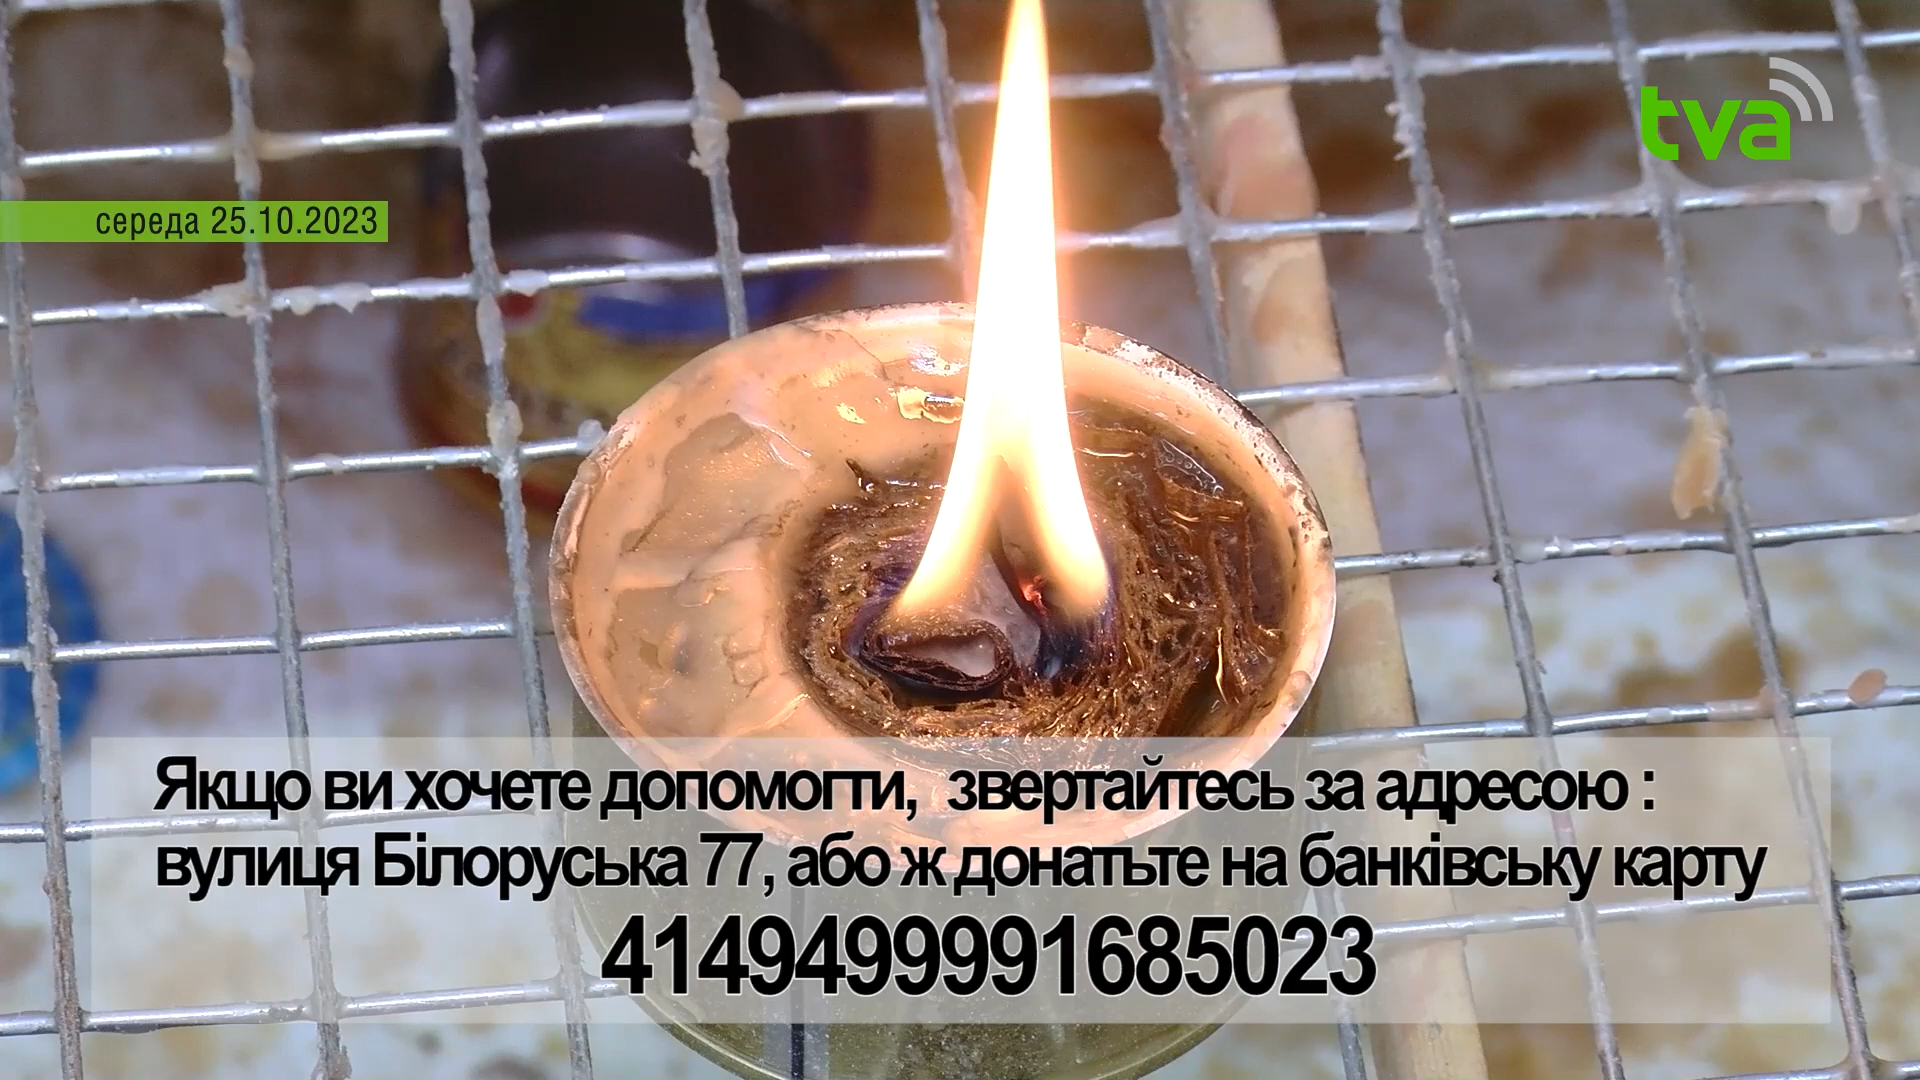 tva
середа 25.10.2023
Якщо ви хочете допомогти, звертайтесь за адресою :
вулиця Білоруська 77, або ж донатьте на банківську карту
4149499991685023